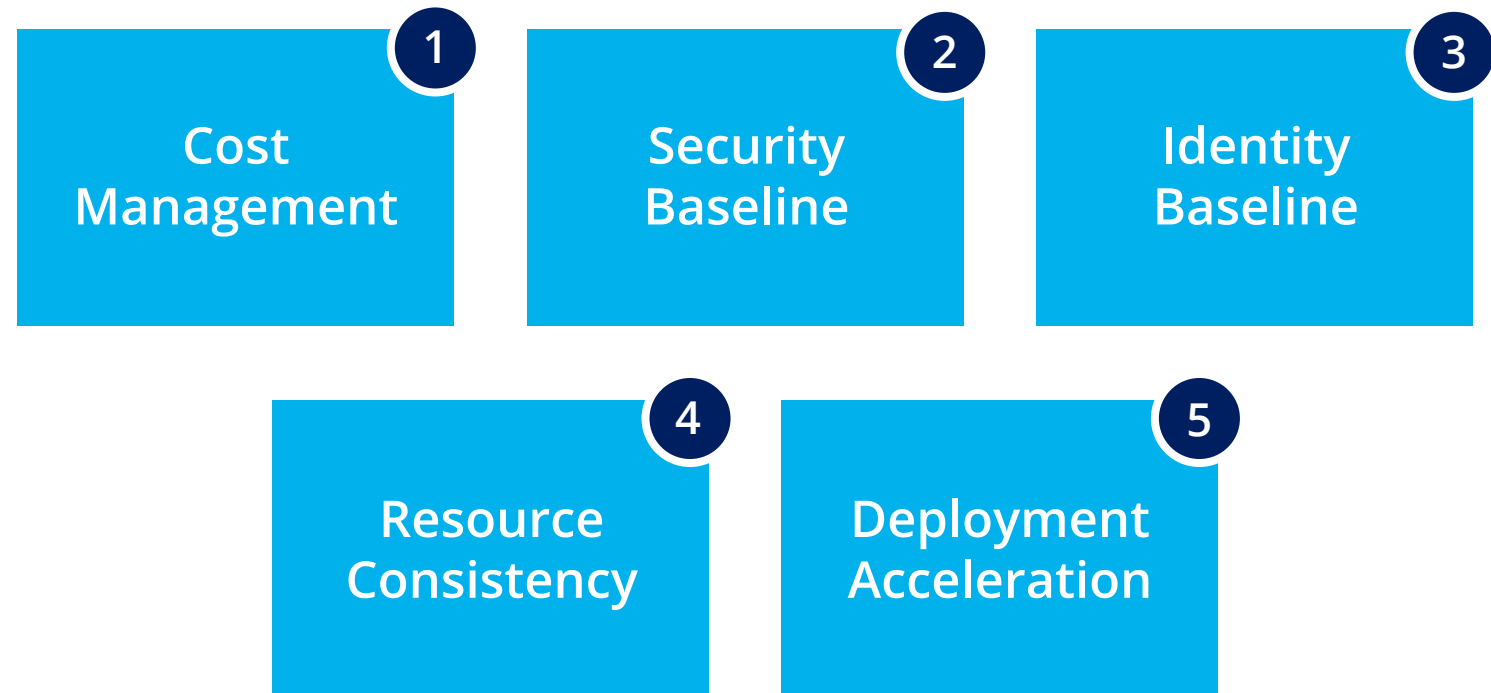 1
Cost
Management
2
Security
Baseline
3
Identity
Baseline
4
Resource
Consistency
5
Deployment
Acceleration